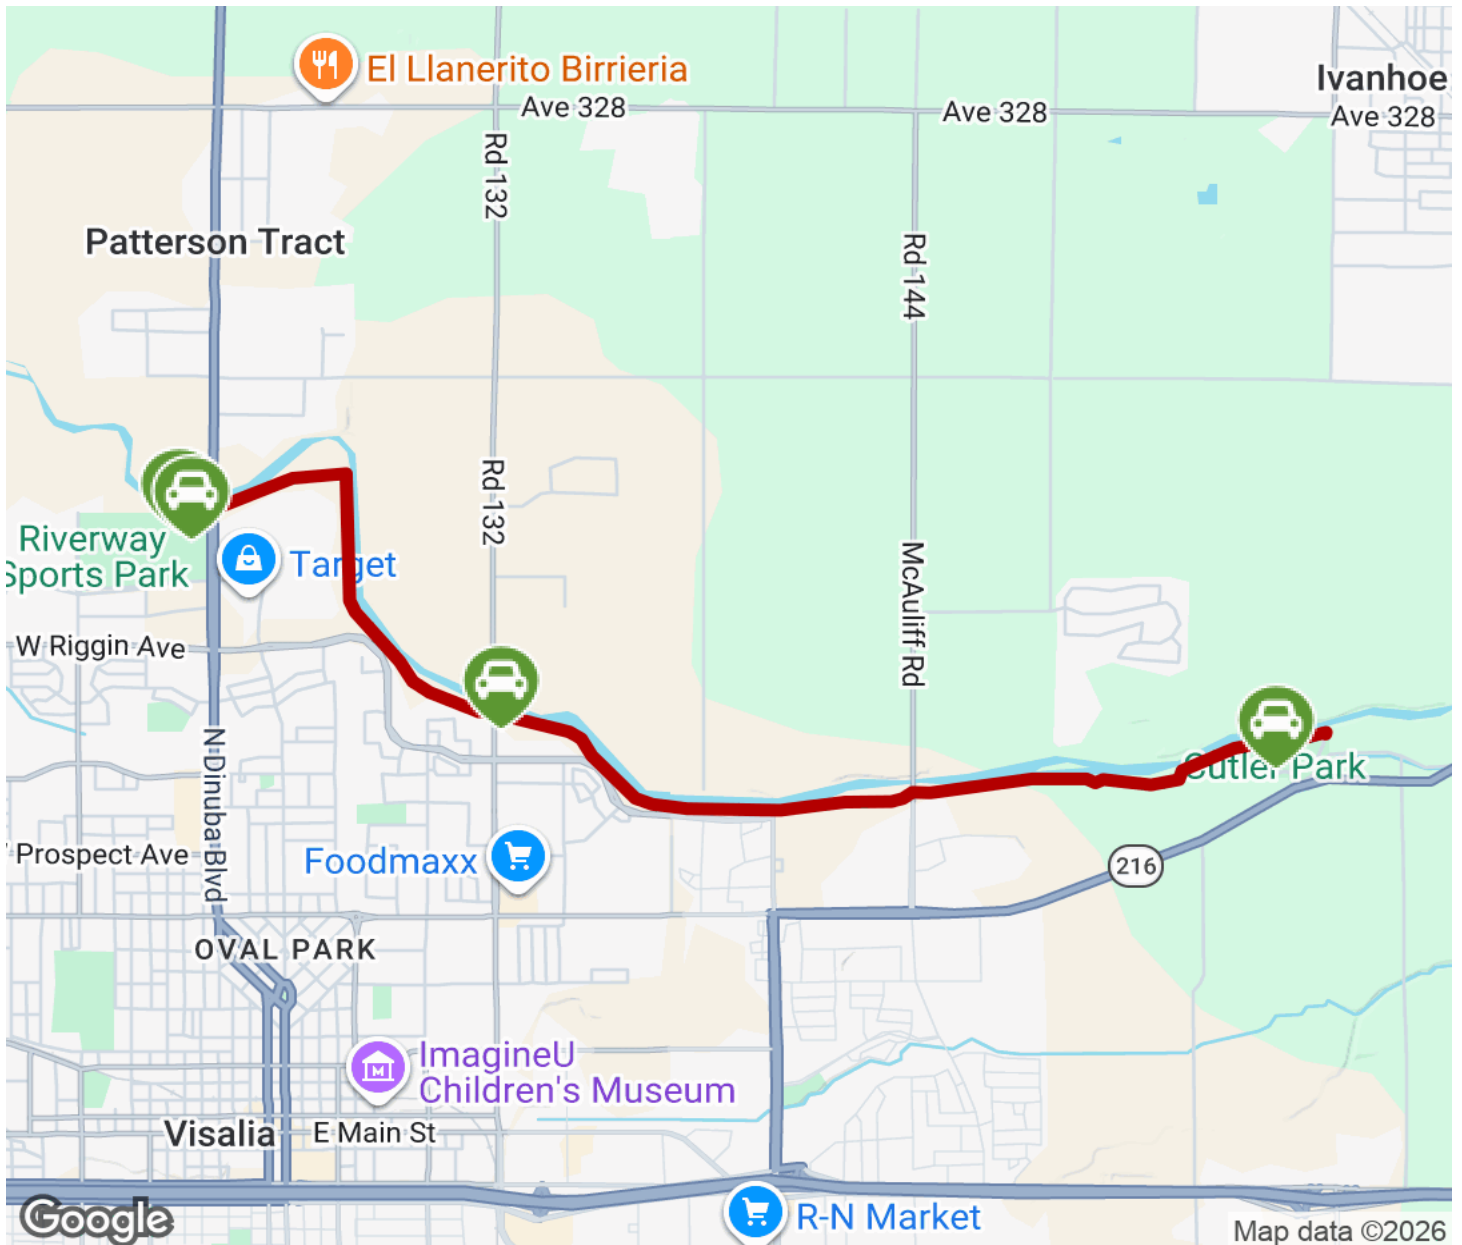 El Llanerito Birrieria
Ivanhoe
Ave 328
Ave 328
Ave 328
Rd 132
Patterson Tract
Rd 144
Rd 132
Riverway
Sports Park
Target
McAuliff Rd
W Riggin Ave
N Dinuba Blvd
Cutler Park
Prospect Ave
Foodmaxx
216
OVAL PARK
ImagineU
Children's Museum
Visalia
E Main St
R-N Market
Google
Map data ©2026